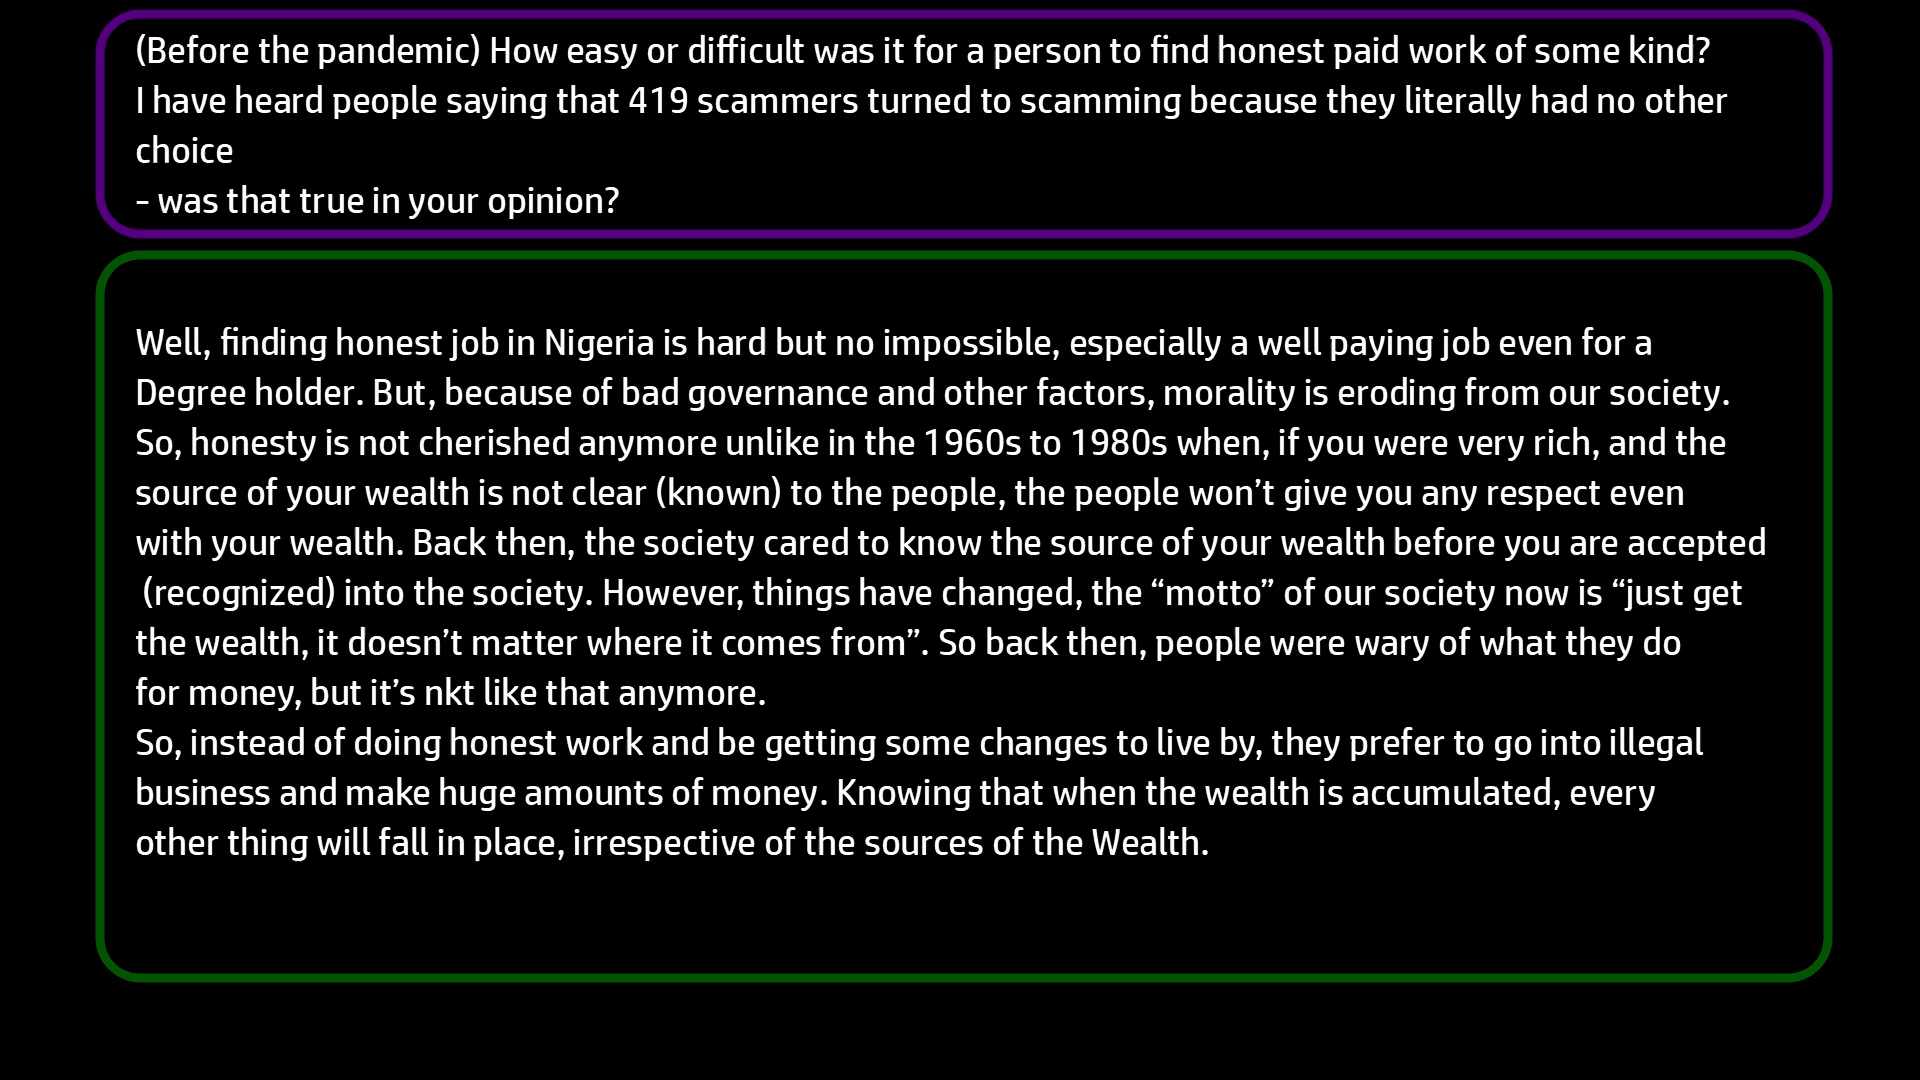 (Before the pandemic) How easy or difficult was it for a person to find honest paid work of some kind?
I have heard people saying that 419 scammers turned to scamming because they literally had no other
choice
- was that true in your opinion?
Well, finding honest job in Nigeria is hard but no impossible, especially a well paying job even for a
Degree holder. But, because of bad governance and other factors, morality is eroding from our society.
So, honesty is not cherished anymore unlike in the 1960s to 1980s when, if you were very rich, and the
source of your wealth is not clear (known) to the people, the people won’t give you any respect even
with your wealth. Back then, the society cared to know the source of your wealth before you are accepted
(recognized) into the society. However, things have changed, the “motto” of our society now is “just get
the wealth, it doesn’t matter where it comes from”. So back then, people were wary of what they do
for money, but it’s nkt like that anymore.
So, instead of doing honest work and be getting some changes to live by, they prefer to go into illegal
business and make huge amounts of money. Knowing that when the wealth is accumulated, every
other thing will fall in place, irrespective of the sources of the Wealth.